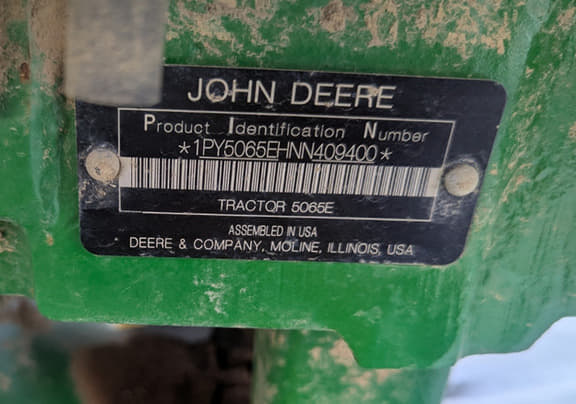 JOHN DEERE
Product Identification Number
*1PY5065EHNN409400*
TRACTOR 5065E
ASSEMBLED IN USA
DEERE & COMPANY, MOLINE, ILLINOIS, USA